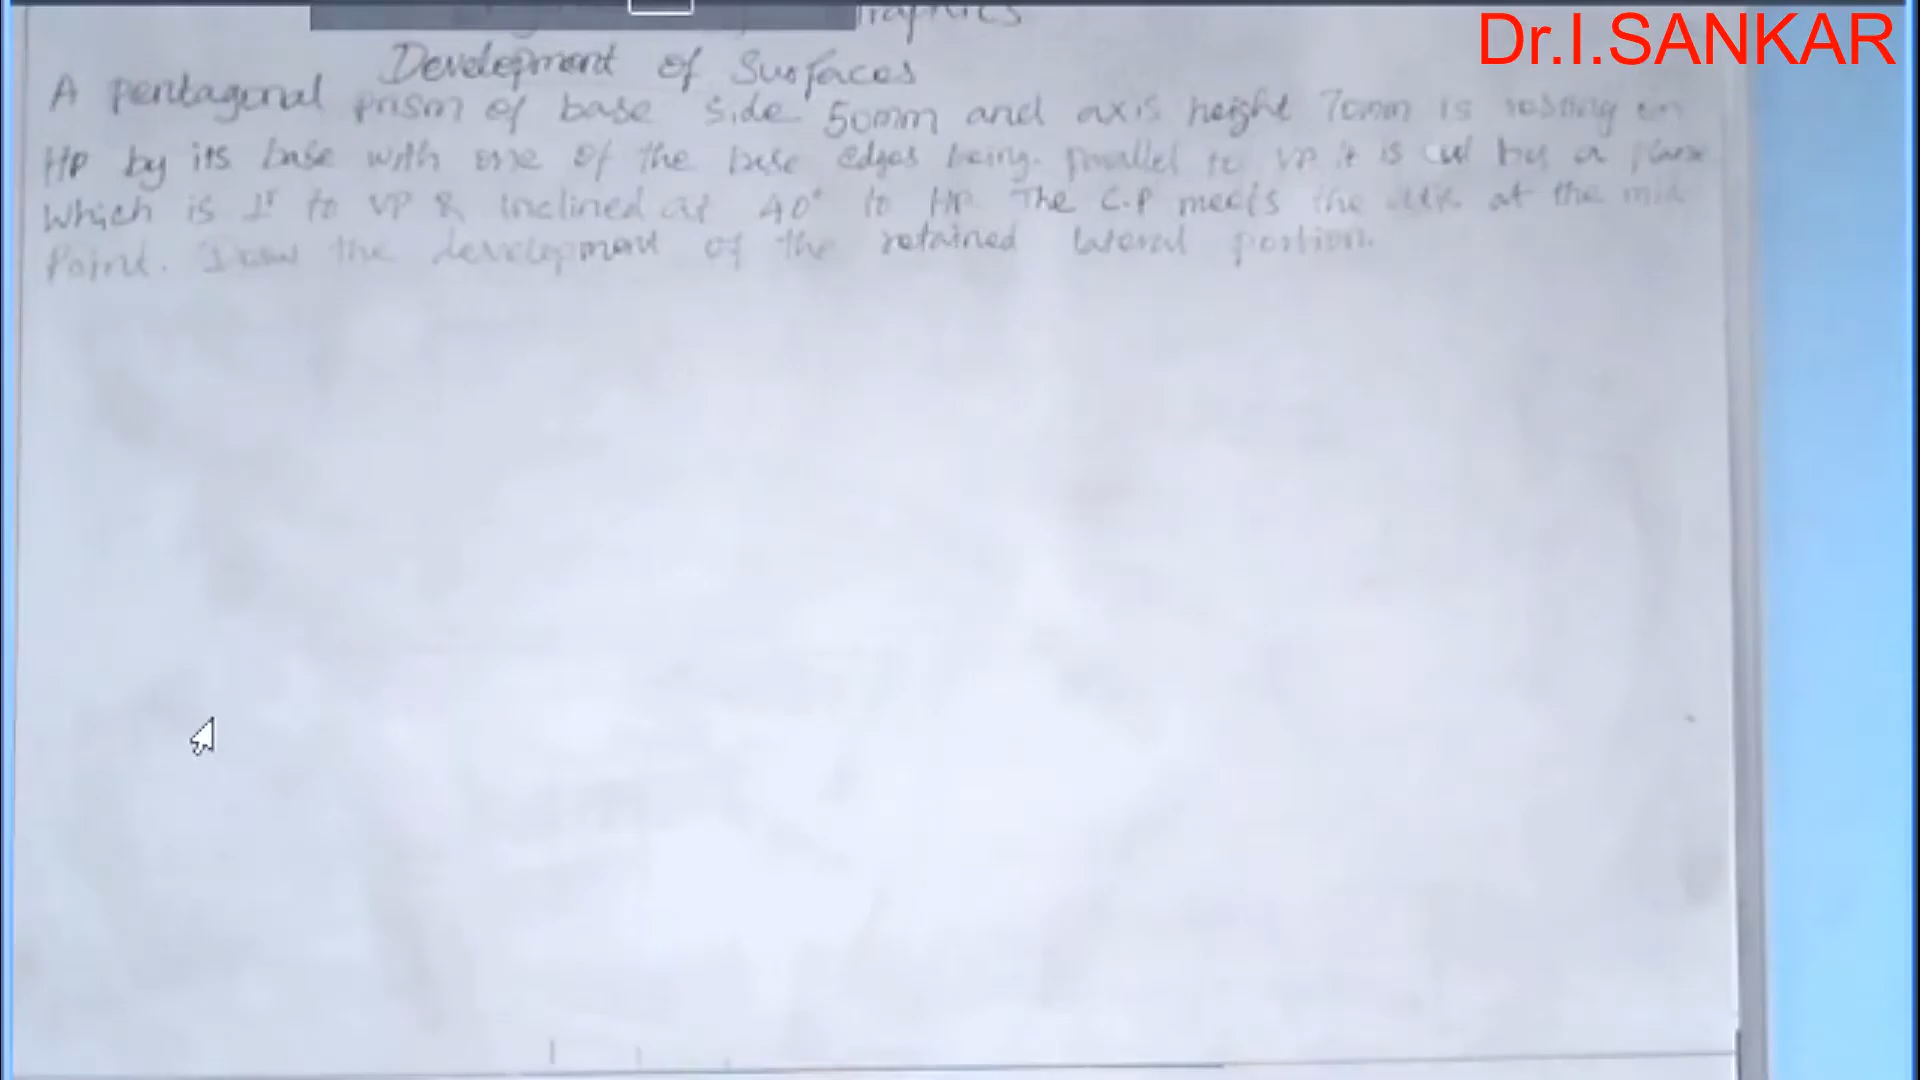 Dr.I.SANKAR
Development of Surfaces
A pentagonal prism of base side 50mm and axis height 70mm is resting on
HP by its base with one of the base edges being parallel to VP. it is cut by a plane
which is Lr to VP & inclined at 40° to HP. The C.P meets the axis at the mid
Point. Draw the development of the retained lateral portion.